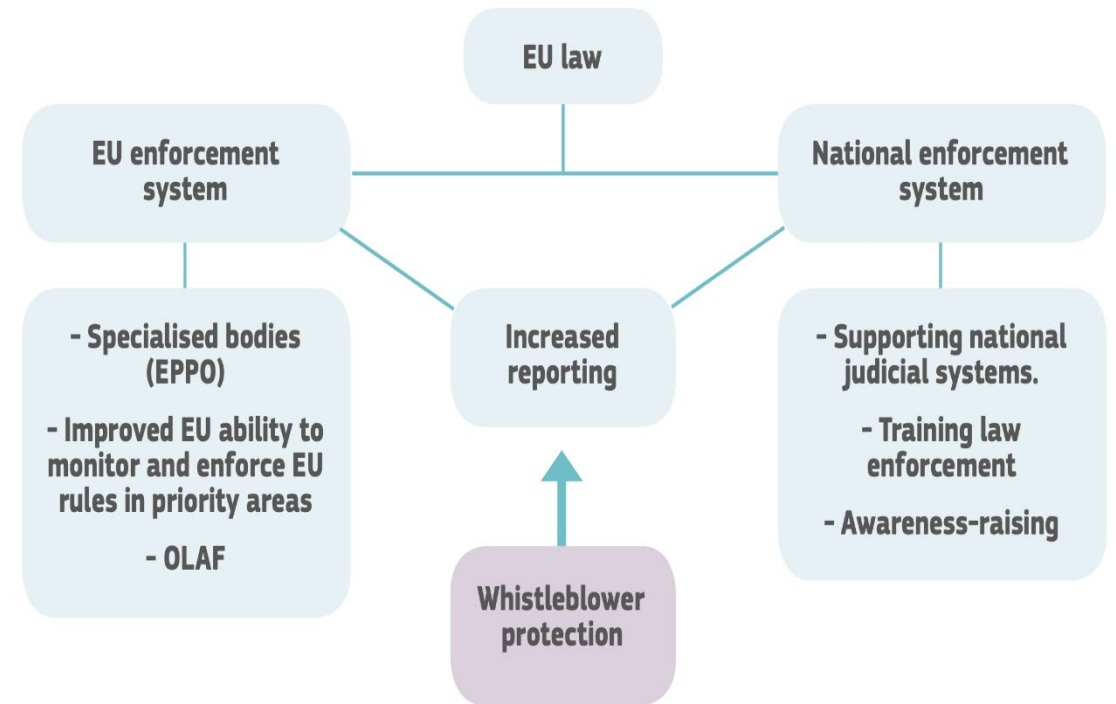 EU law
EU enforcement
system
National enforcement
system
- Specialised bodies
(EPPO)
- Improved EU ability to
monitor and enforce EU
rules in priority areas
- OLAF
Increased
reporting
- Supporting national
judicial systems.
- Training law
enforcement
- Awareness-raising
Whistleblower
protection